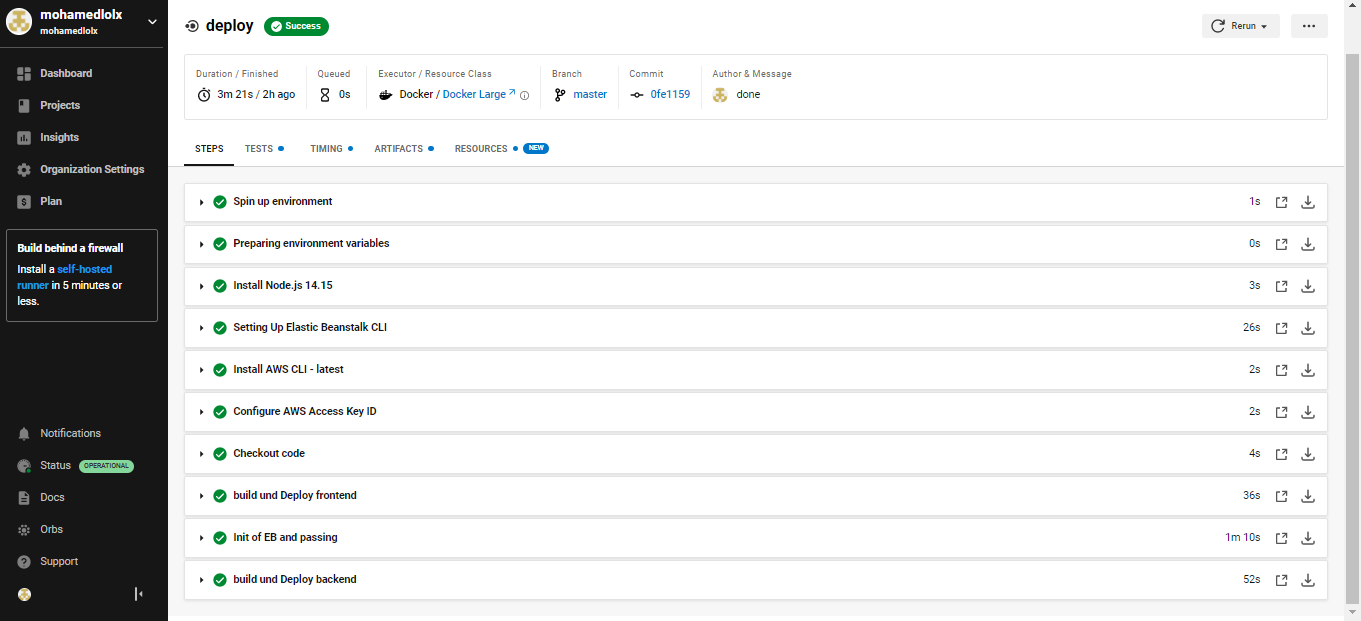 mohamedlolx
mohamedlolx
Dashboard
Projects
Insights
Organization Settings
Plan
Build behind a firewall
Install a self-hosted
runner in 5 minutes or
less.
Notifications
Status OPERATIONAL
Docs
Orbs
Support
deploy Success
Rerun
Duration / Finished
3m 21s / 2h ago
Queued
0s
Executor / Resource Class
Docker / Docker Large
Branch
master
Commit
0fe1159
Author & Message
done
STEPS TESTS TIMING ARTIFACTS RESOURCES NEW
Spin up environment 1s
Preparing environment variables 0s
Install Node.js 14.15 3s
Setting Up Elastic Beanstalk CLI 26s
Install AWS CLI - latest 2s
Configure AWS Access Key ID 2s
Checkout code 4s
build und Deploy frontend 36s
Init of EB and passing 1m 10s
build und Deploy backend 52s